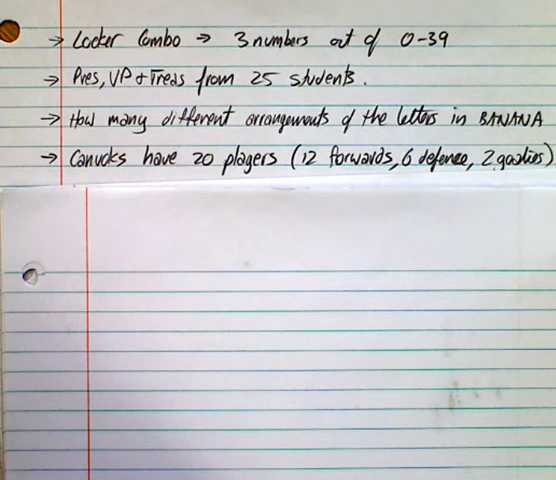 → Locker Combo → 3 numbers out of 0-39
→ Pres, VP + Treas from 25 students.
→ How many different arrangements of the letters in BANANA
→ Canucks have 20 players (12 forwards, 6 defence, 2 goalies)